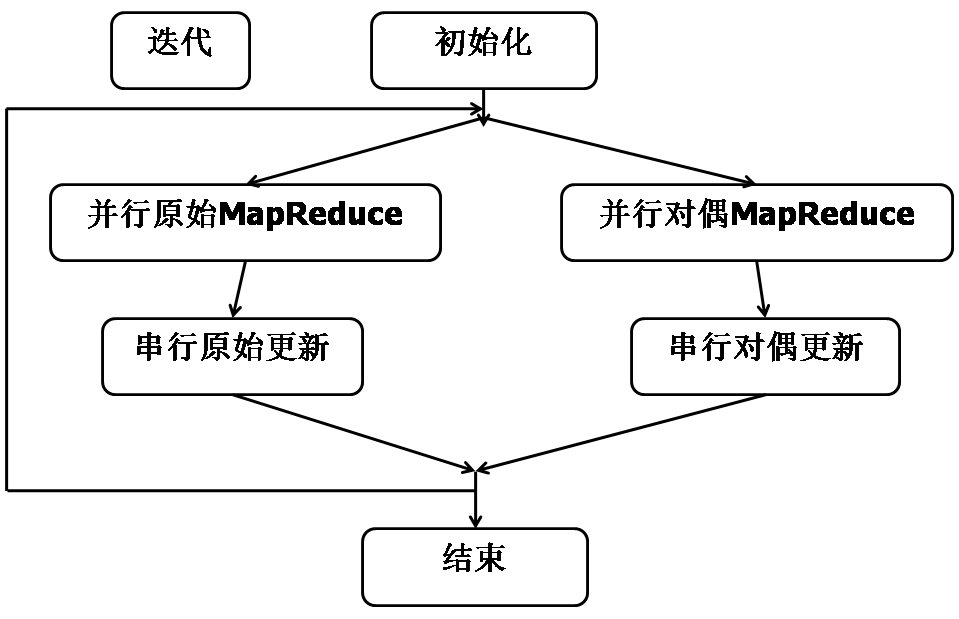 迭代
初始化
并行原始MapReduce
并行对偶MapReduce
串行原始更新
串行对偶更新
结束